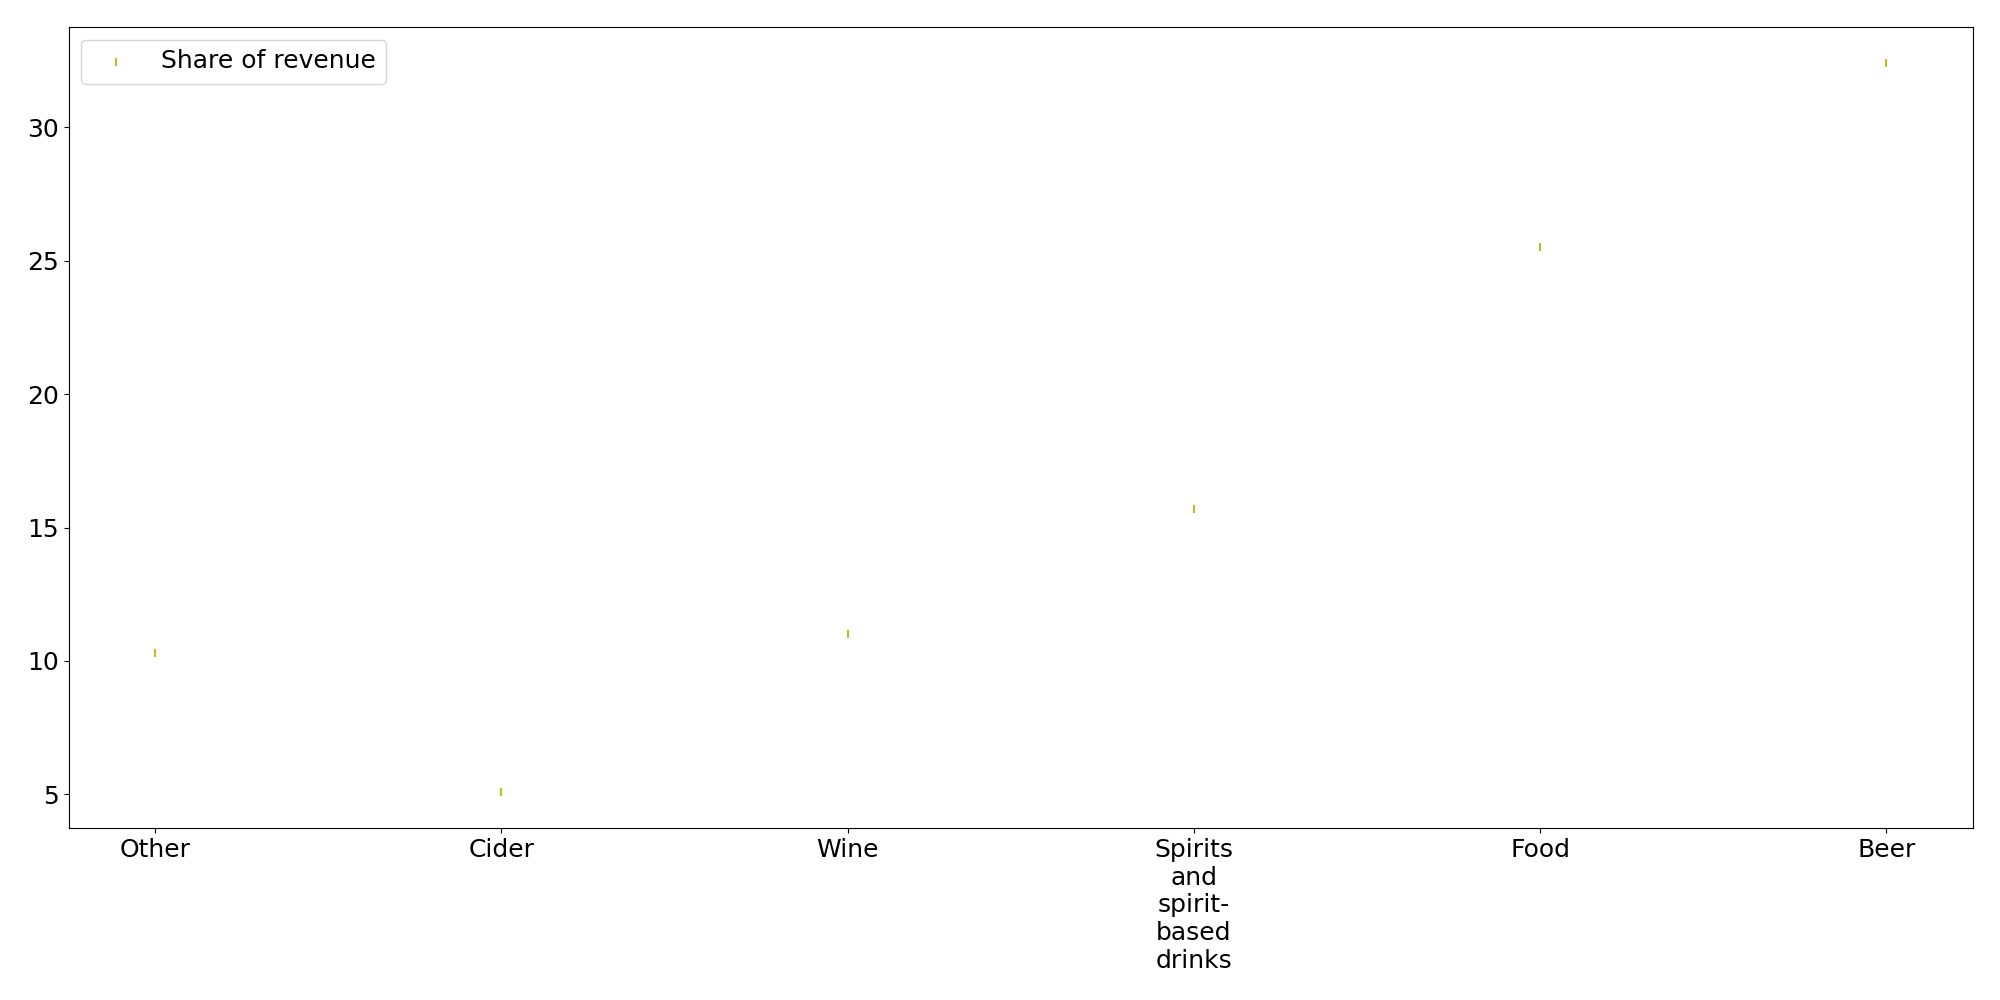 Share of revenue
30
25
20
15
10
5
Other
Cider
Wine
Spirits
and
spirit-
based
drinks
Food
Beer